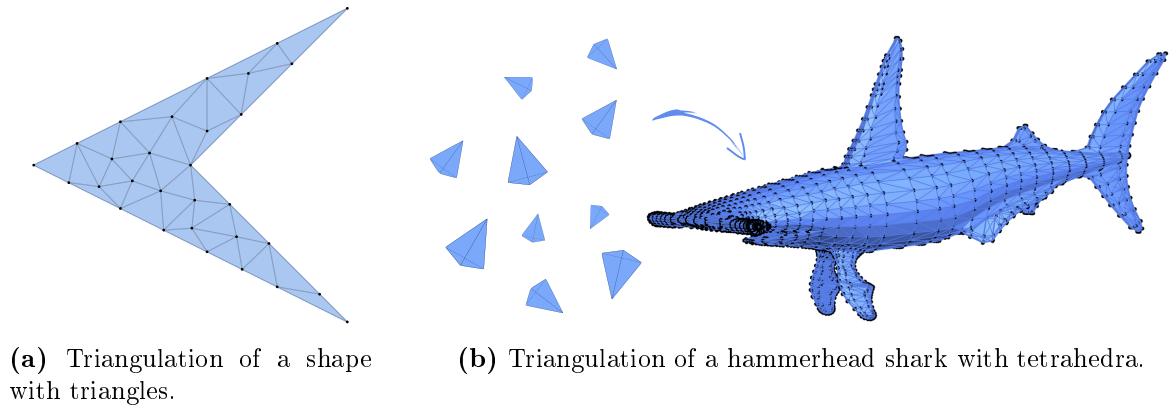 (a) Triangulation of a shape
with triangles.
(b) Triangulation of a hammerhead shark with tetrahedra.